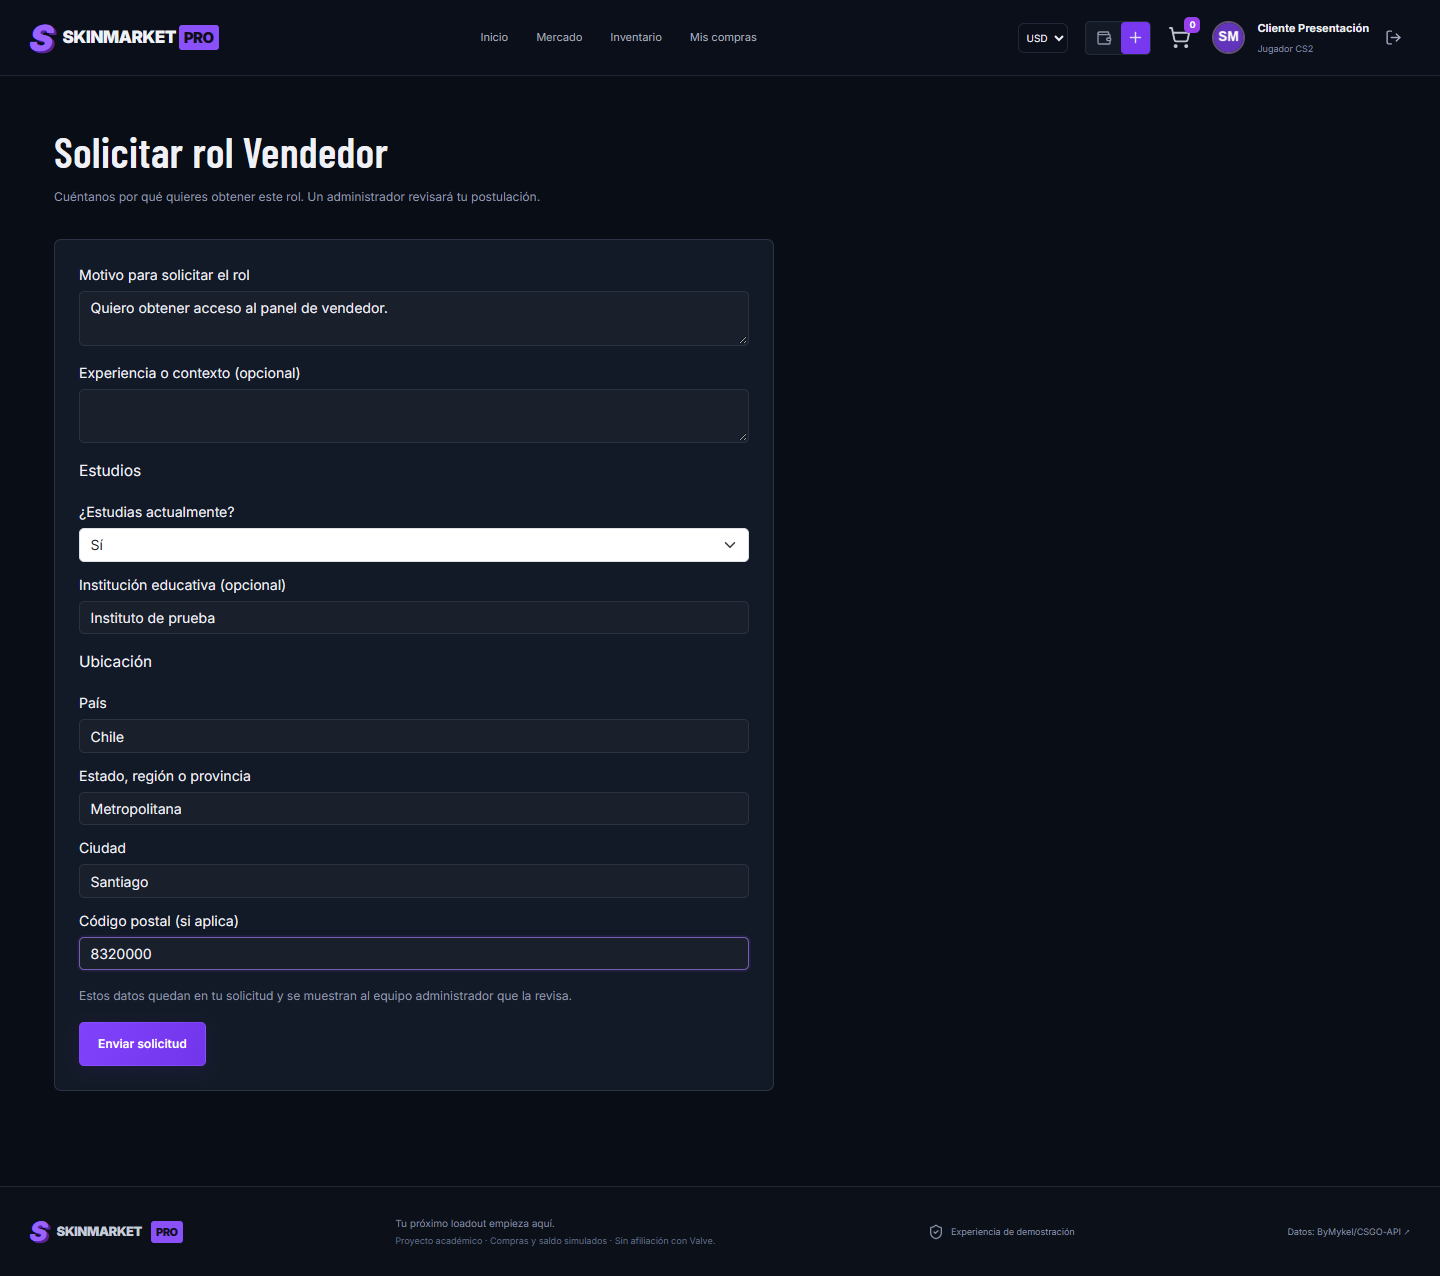 SKINMARKET PRO
Inicio
Mercado
Inventario
Mis compras
USD
0
SM
Cliente Presentación
Jugador CS2
Solicitar rol Vendedor
Cuéntanos por qué quieres obtener este rol. Un administrador revisará tu postulación.
Motivo para solicitar el rol
Quiero obtener acceso al panel de vendedor.
Experiencia o contexto (opcional)
Estudios
¿Estudias actualmente?
Sí
Institución educativa (opcional)
Instituto de prueba
Ubicación
País
Chile
Estado, región o provincia
Metropolitana
Ciudad
Santiago
Código postal (si aplica)
8320000
Estos datos quedan en tu solicitud y se muestran al equipo administrador que la revisa.
Enviar solicitud
SKINMARKET PRO
Tu próximo loadout empieza aquí.
Proyecto académico · Compras y saldo simulados · Sin afiliación con Valve.
Experiencia de demostración
Datos: ByMykel/CSGO-API ↗